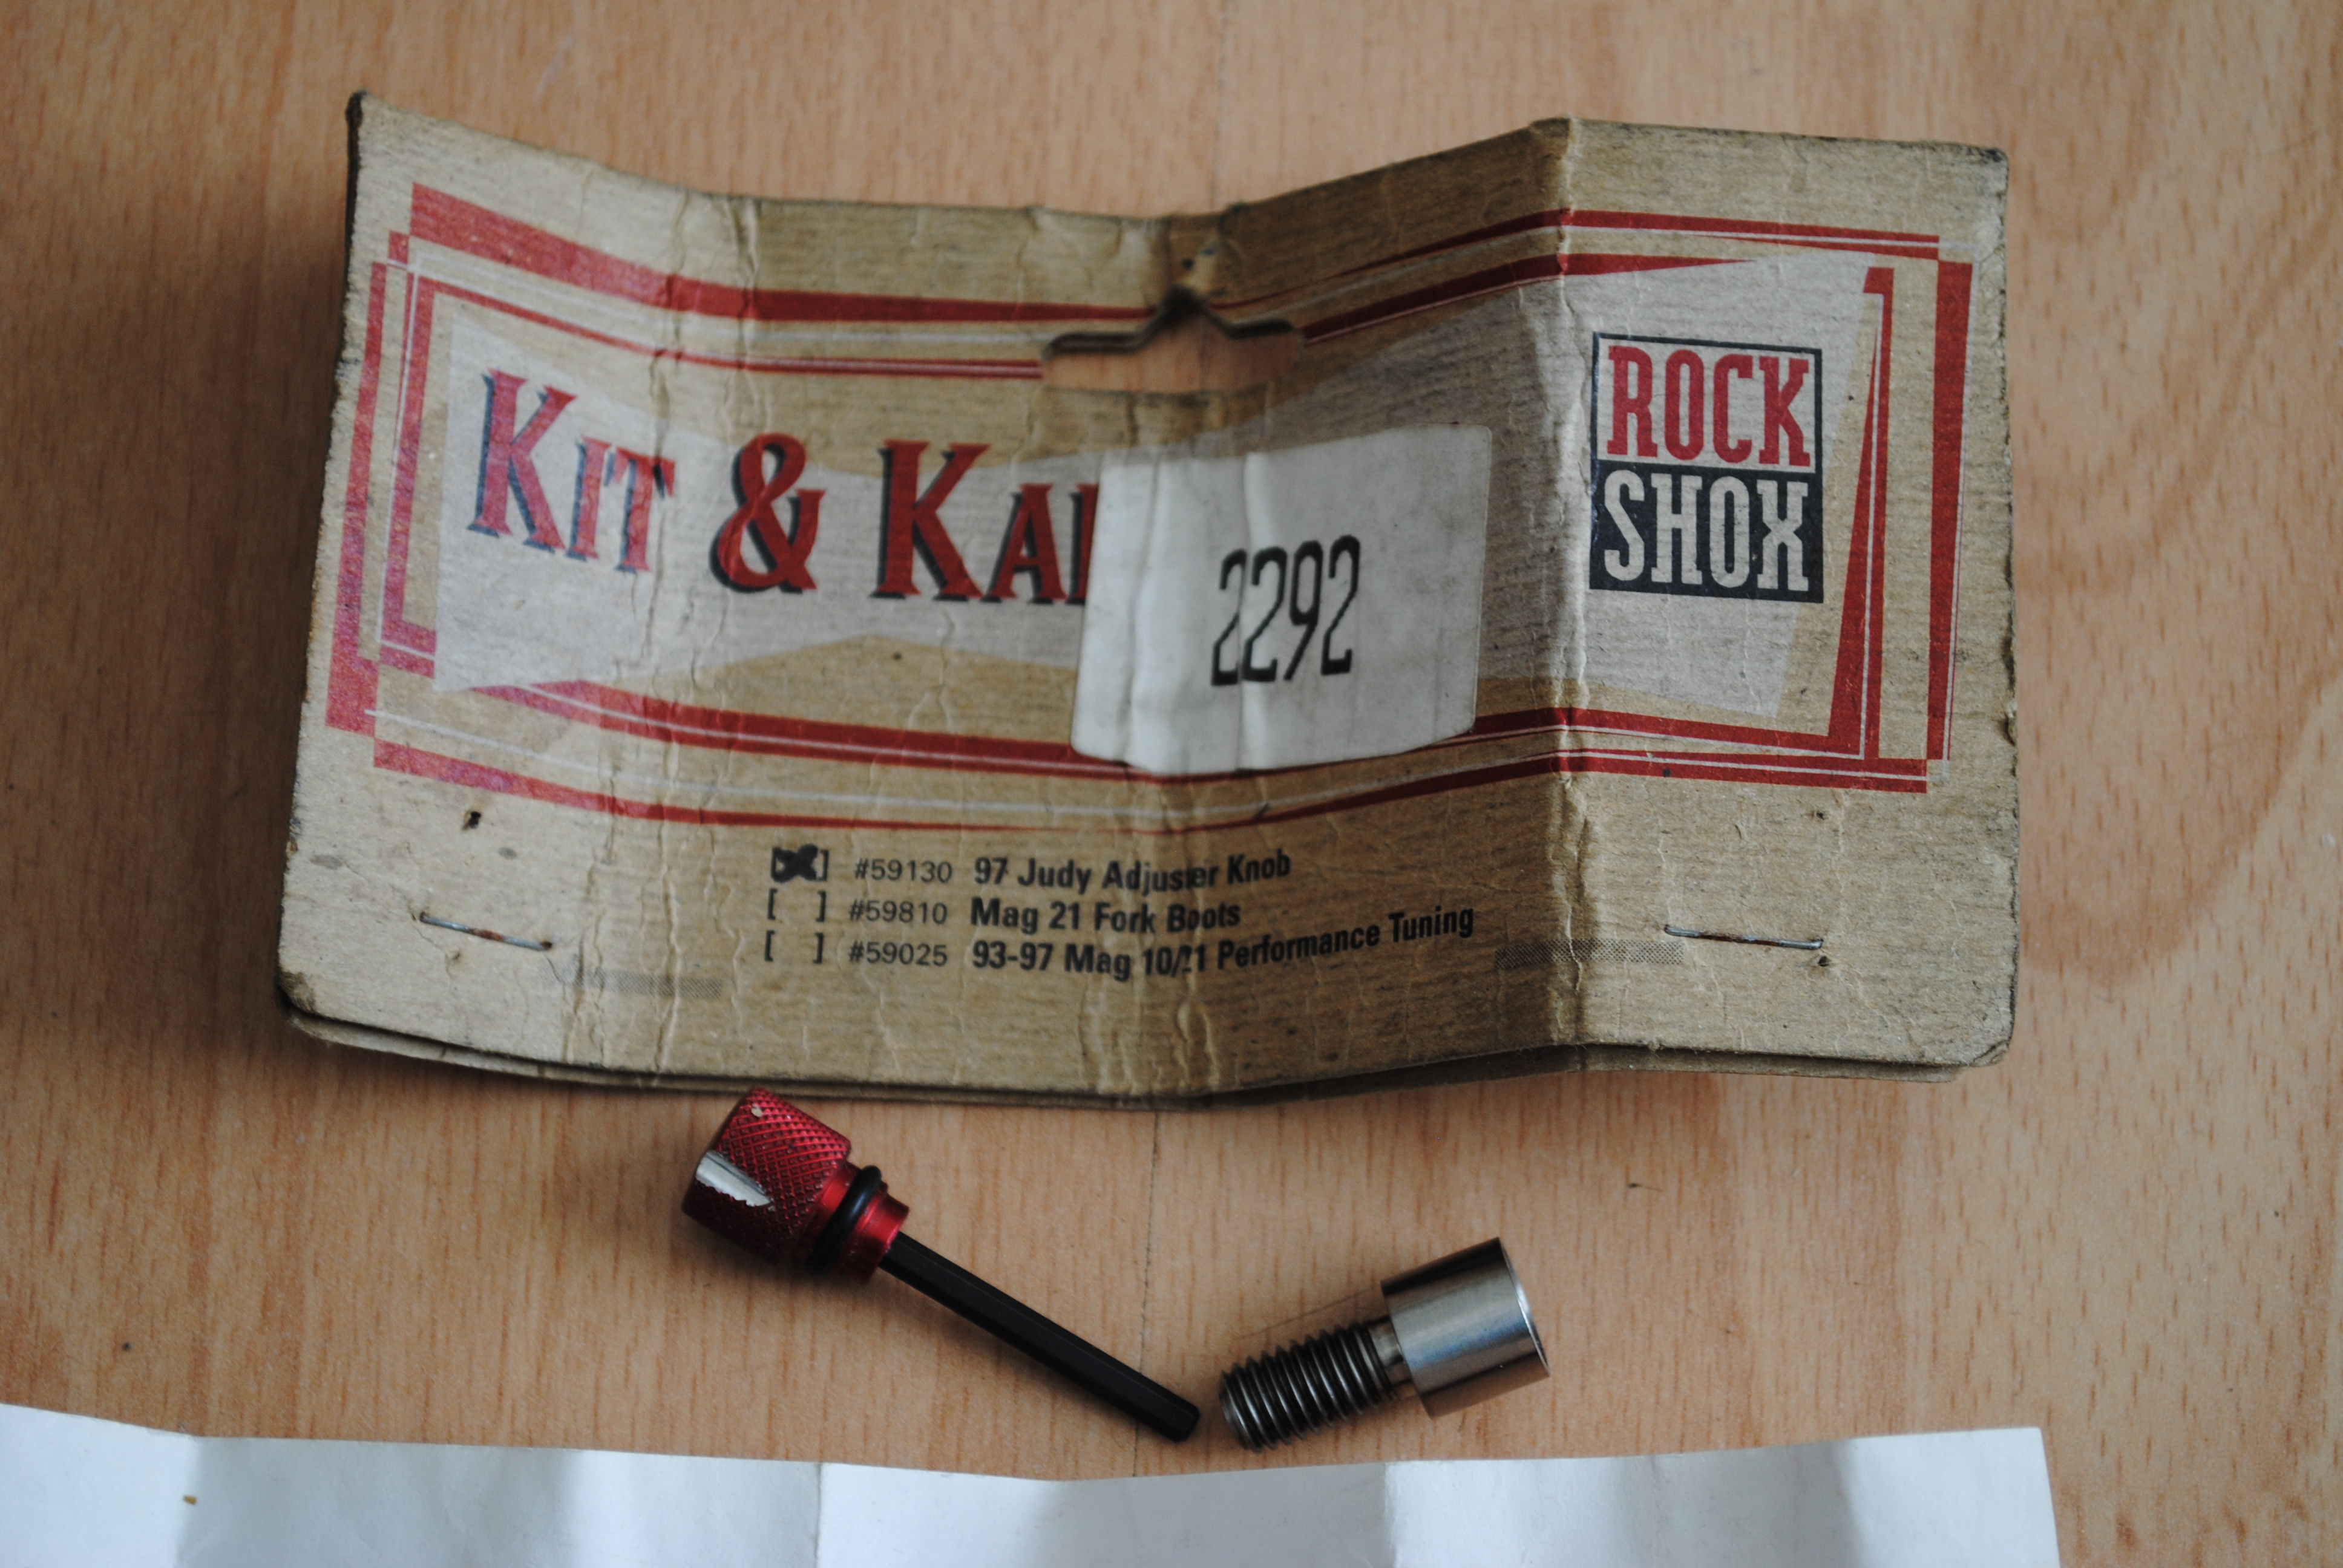 KIT & KA
2292
ROCK
SHOX
[X] #59130 97 Judy Adjuster Knob
[ ] #59810 Mag 21 Fork Boots
[ ] #59025 93-97 Mag 10/21 Performance Tuning